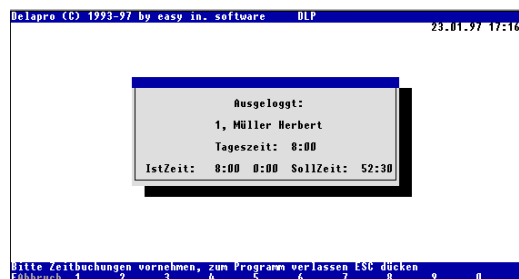 Delapro (C) 1993-97 by easy in. software DLP
23.01.97 17:16
Ausgeloggt:
1, Müller Herbert
Tageszeit: 8:00
IstZeit: 8:00 0:00 SollZeit: 52:30
Bitte Zeitbuchungen vornehmen, zum Programm verlassen ESC dücken
FAbbruch 1 2 3 4 5 6 7 8 9 0